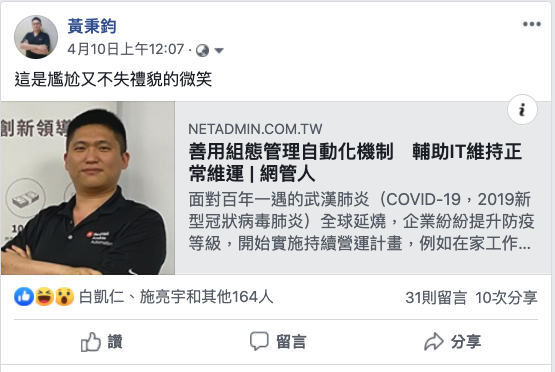 黃秉鈞
4月10日上午12:07 ·
這是尷尬又不失禮貌的微笑
創新領導
NETADMIN.COM.TW
善用組態管理自動化機制　輔助IT維持正
常維運 | 網管人
面對百年一遇的武漢肺炎（COVID-19，2019新
型冠狀病毒肺炎）全球延燒，企業紛紛提升防疫
等級，開始實施持續營運計畫，例如在家工作...
白凱仁、施亮宇和其他164人
31則留言 10次分享
讚
留言
分享